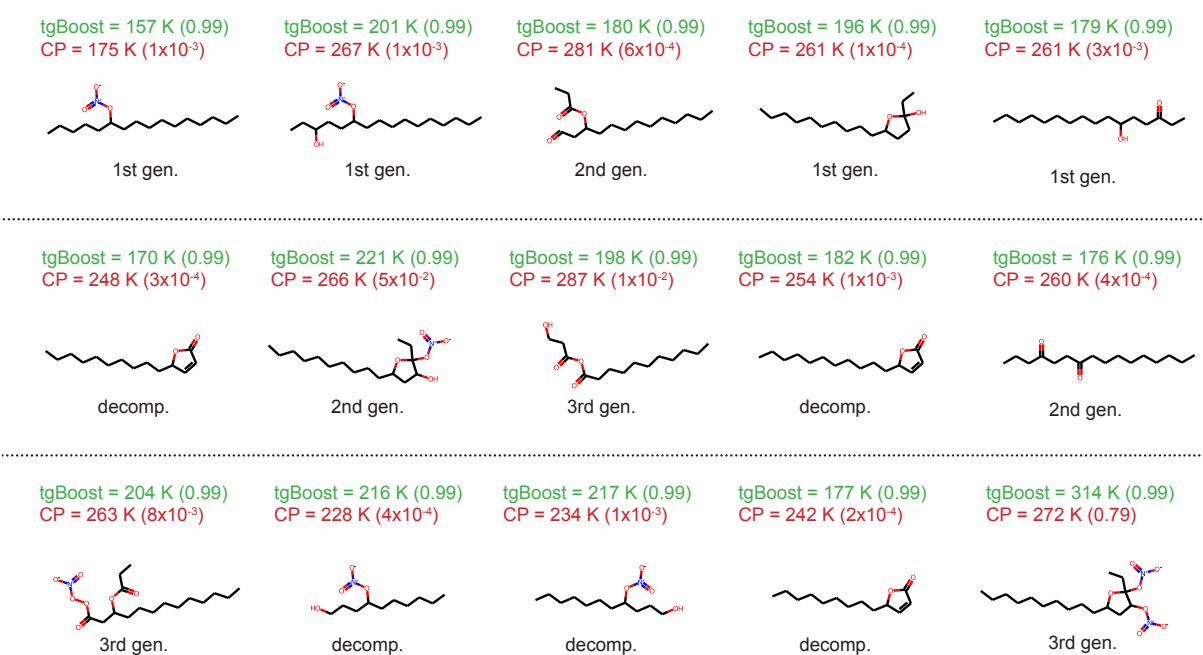 tgBoost = 157 K (0.99) tgBoost = 201 K (0.99) tgBoost = 180 K (0.99) tgBoost = 196 K (0.99) tgBoost = 179 K (0.99)
CP = 175 K (1x10⁻³) CP = 267 K (1x10⁻³) CP = 281 K (6x10⁻⁴) CP = 261 K (1x10⁻⁴) CP = 261 K (3x10⁻³)
1st gen. 1st gen. 2nd gen. 1st gen. 1st gen.
tgBoost = 170 K (0.99) tgBoost = 221 K (0.99) tgBoost = 198 K (0.99) tgBoost = 182 K (0.99) tgBoost = 176 K (0.99)
CP = 248 K (3x10⁻⁴) CP = 266 K (5x10⁻²) CP = 287 K (1x10⁻²) CP = 254 K (1x10⁻³) CP = 260 K (4x10⁻⁴)
decomp. 2nd gen. 3rd gen. decomp. 2nd gen.
tgBoost = 204 K (0.99) tgBoost = 216 K (0.99) tgBoost = 217 K (0.99) tgBoost = 177 K (0.99) tgBoost = 314 K (0.99)
CP = 263 K (8x10⁻³) CP = 228 K (4x10⁻⁴) CP = 234 K (1x10⁻³) CP = 242 K (2x10⁻⁴) CP = 272 K (0.79)
3rd gen. decomp. decomp. decomp. 3rd gen.